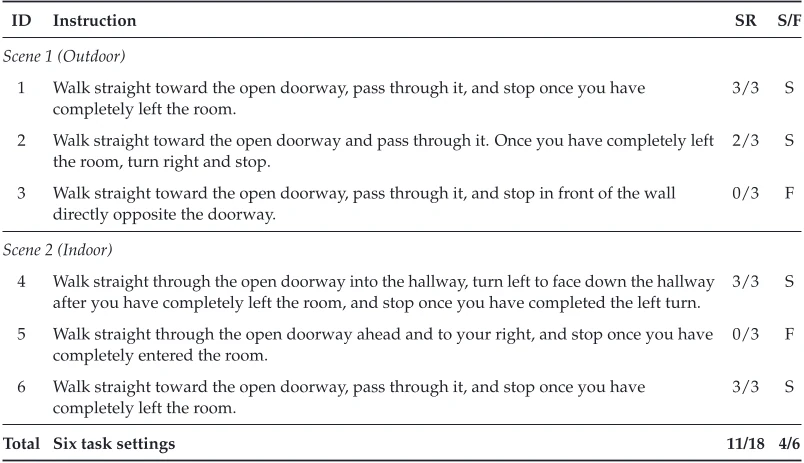 ID Instruction SR S/F
Scene 1 (Outdoor)
1 Walk straight toward the open doorway, pass through it, and stop once you have 3/3 S
completely left the room.
2 Walk straight toward the open doorway and pass through it. Once you have completely left 2/3 S
the room, turn right and stop.
3 Walk straight toward the open doorway, pass through it, and stop in front of the wall 0/3 F
directly opposite the doorway.
Scene 2 (Indoor)
4 Walk straight through the open doorway into the hallway, turn left to face down the hallway 3/3 S
after you have completely left the room, and stop once you have completed the left turn.
5 Walk straight through the open doorway ahead and to your right, and stop once you have 0/3 F
completely entered the room.
6 Walk straight toward the open doorway, pass through it, and stop once you have 3/3 S
completely left the room.
Total Six task settings 11/18 4/6